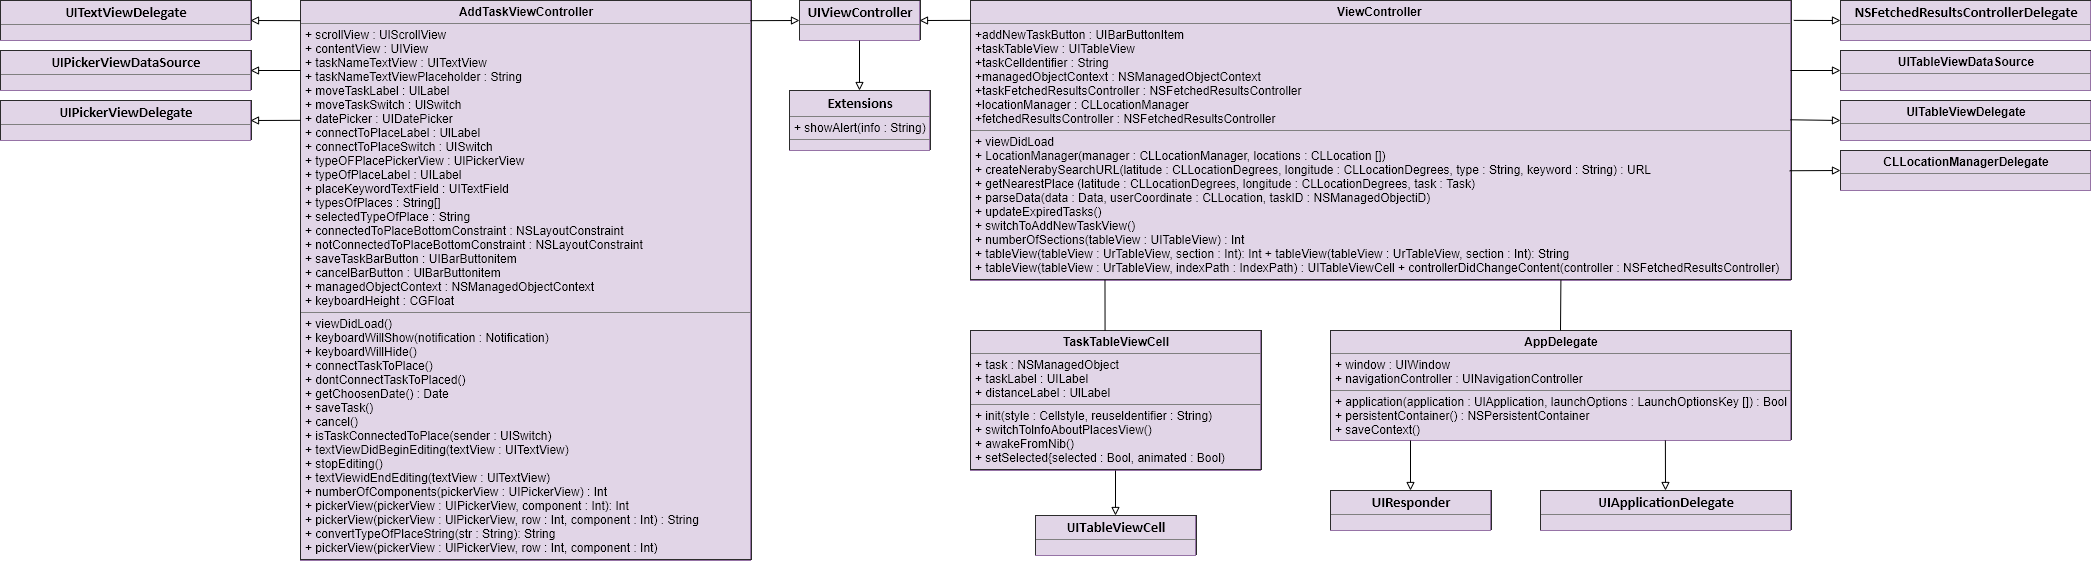 UITextViewDelegate
UIPickerViewDataSource
UIPickerViewDelegate
AddTaskViewController
+ scrollView : UIScrollView
+ contentView : UIView
+ taskNameTextView : UITextView
+ taskNameTextViewPlaceholder : String
+ moveTaskLabel : UILabel
+ moveTaskSwitch : UISwitch
+ datePicker : UIDatePicker
+ connectToPlaceLabel : UILabel
+ connectToPlaceSwitch : UISwitch
+ typeOFPlacePickerView : UIPickerView
+ typeOfPlaceLabel : UILabel
+ placeKeywordTextField : UITextField
+ typesOfPlaces : String[]
+ selectedTypeOfPlace : String
+ connectedToPlaceBottomConstraint : NSLayoutConstraint
+ notConnectedToPlaceBottomConstraint : NSLayoutConstraint
+ saveTaskBarButton : UIBarButtonitem
+ cancelBarButton : UIBarButtonitem
+ managedObjectContext : NSManagedObjectContext
+ keyboardHeight : CGFloat
+ viewDidLoad()
+ keyboardWillShow(notification : Notification)
+ keyboardWillHide()
+ connectTaskToPlace()
+ dontConnectTaskToPlaced()
+ getChoosenDate() : Date
+ saveTask()
+ cancel()
+ isTaskConnectedToPlace(sender : UISwitch)
+ textViewDidBeginEditing(textView : UITextView)
+ stopEditing()
+ textViewidEndEditing(textView : UITextView)
+ numberOfComponents(pickerView : UIPickerView) : Int
+ pickerView(pickerView : UIPickerView, component : Int): Int
+ pickerView(pickerView : UIPickerView, row : Int, component : Int) : String
+ convertTypeOfPlaceString(str : String): String
+ pickerView(pickerView : UIPickerView, row : Int, component : Int)
UIViewController
Extensions
+ showAlert(info : String)
ViewController
+addNewTaskButton : UIBarButtonItem
+taskTableView : UITableView
+taskCelldentifier : String
+managedObjectContext : NSManagedObjectContext
+taskFetchedResultsController : NSFetchedResultsController
+locationManager : CLLocationManager
+fetchedResultsController : NSFetchedResultsController
+ viewDidLoad
+ LocationManager(manager : CLLocationManager, locations : CLLocation [])
+ createNerabySearchURL(latitude : CLLocationDegrees, longitude : CLLocationDegrees, type : String, keyword : String) : URL
+ getNearestPlace (latitude : CLLocationDegrees, longitude : CLLocationDegrees, task : Task)
+ parseData(data : Data, userCoordinate : CLLocation, taskID : NSManagedObjectiD)
+ updateExpiredTasks()
+ switchToAddNewTaskView()
+ numberOfSections(tableView : UITableView) : Int
+ tableView(tableView : UrTableView, section : Int): Int + tableView(tableView : UrTableView, section : Int): String
+ tableView(tableView : UrTableView, indexPath : IndexPath) : UITableViewCell + controllerDidChangeContent(controller : NSFetchedResultsController)
NSFetchedResultsControllerDelegate
UITableViewDataSource
UITableViewDelegate
CLLocationManagerDelegate
TaskTableViewCell
+ task : NSManagedObject
+ taskLabel : UILabel
+ distanceLabel : UILabel
+ init(style : Cellstyle, reuseIdentifier : String)
+ switchToInfoAboutPlacesView()
+ awakeFromNib()
+ setSelected{selected : Bool, animated : Bool)
UITableViewCell
AppDelegate
+ window : UIWindow
+ navigationController : UINavigationController
+ application(application : UIApplication, launchOptions : LaunchOptionsKey []) : Bool
+ persistentContainer() : NSPersistentContainer
+ saveContext()
UIResponder
UIApplicationDelegate